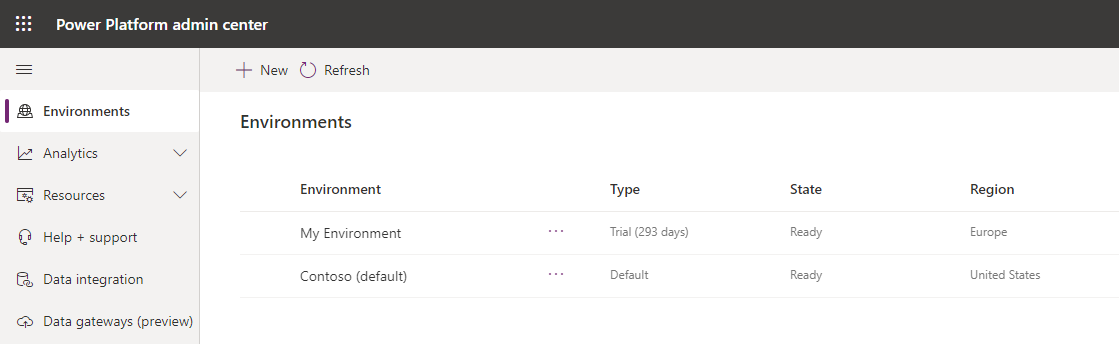 Power Platform admin center
New Refresh
Environments
Analytics
Resources
Help + support
Data integration
Data gateways (preview)
Environments
Environment Type State Region
My Environment ··· Trial (293 days) Ready Europe
Contoso (default) ··· Default Ready United States